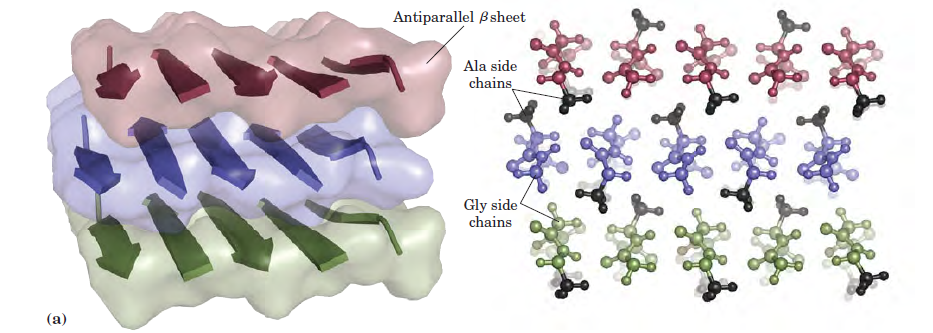 Antiparallel β sheet
Ala side
chains
Gly side
chains
(a)